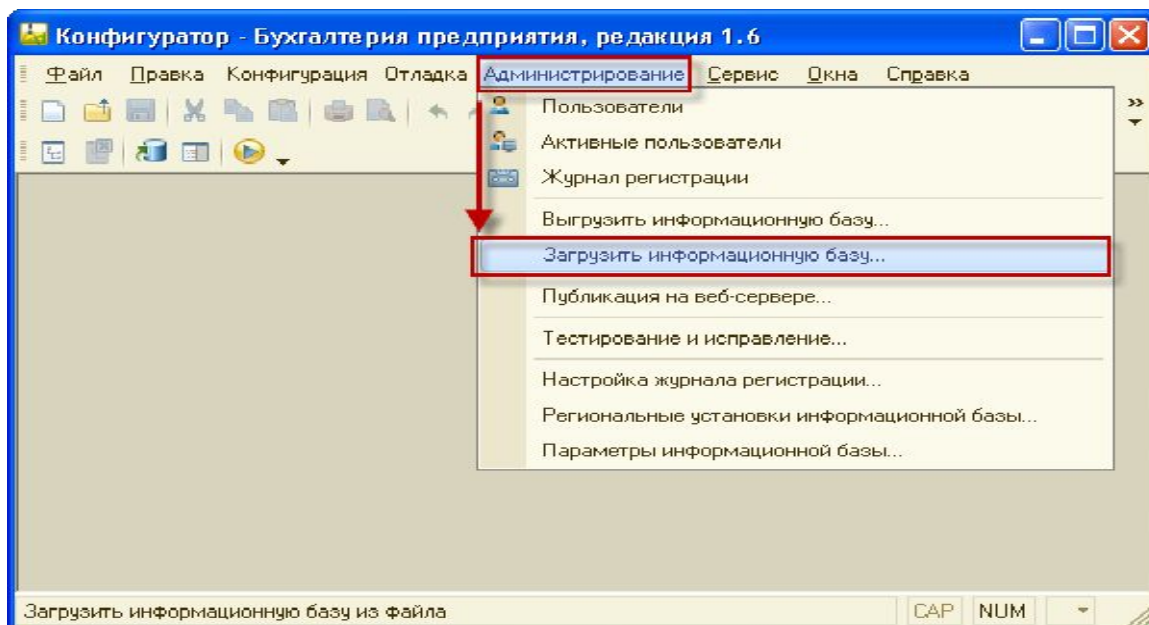 Конфигуратор - Бухгалтерия предприятия, редакция 1.6
Файл Правка Конфигурация Отладка Администрирование Сервис Окна Справка
Пользователи
Активные пользователи
Журнал регистрации
Выгрузить информационную базу...
Загрузить информационную базу...
Публикация на веб-сервере...
Тестирование и исправление...
Настройка журнала регистрации...
Региональные установки информационной базы...
Параметры информационной базы...
Загрузить информационную базу из файла CAP NUM